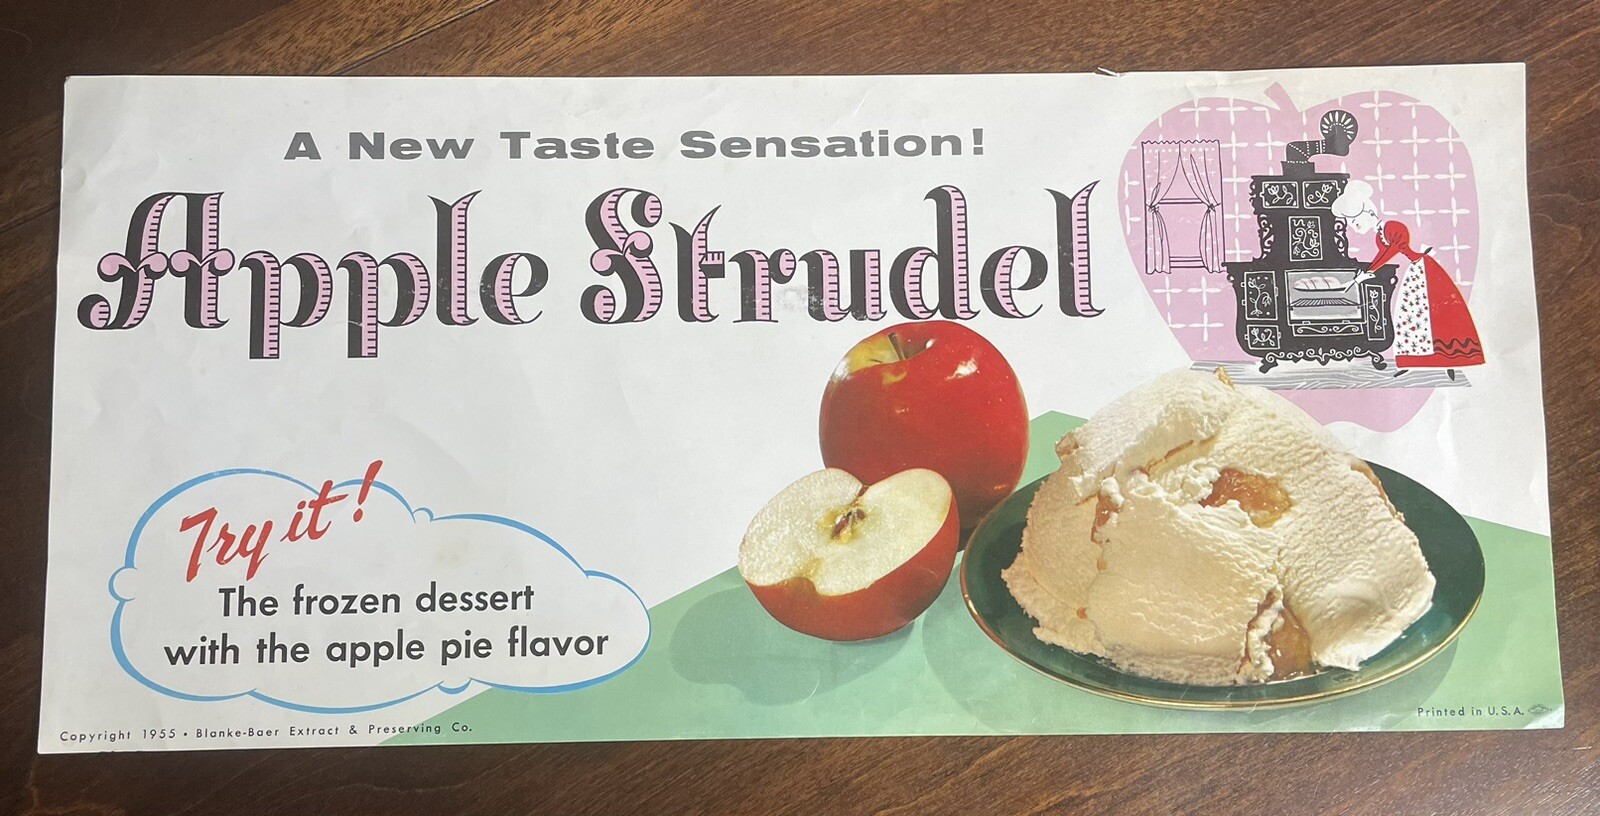 A New Taste Sensation!
Apple Strudel
Try it!
The frozen dessert
with the apple pie flavor
Copyright 1955 • Blanke-Baer Extract & Preserving Co.
Printed in U.S.A.